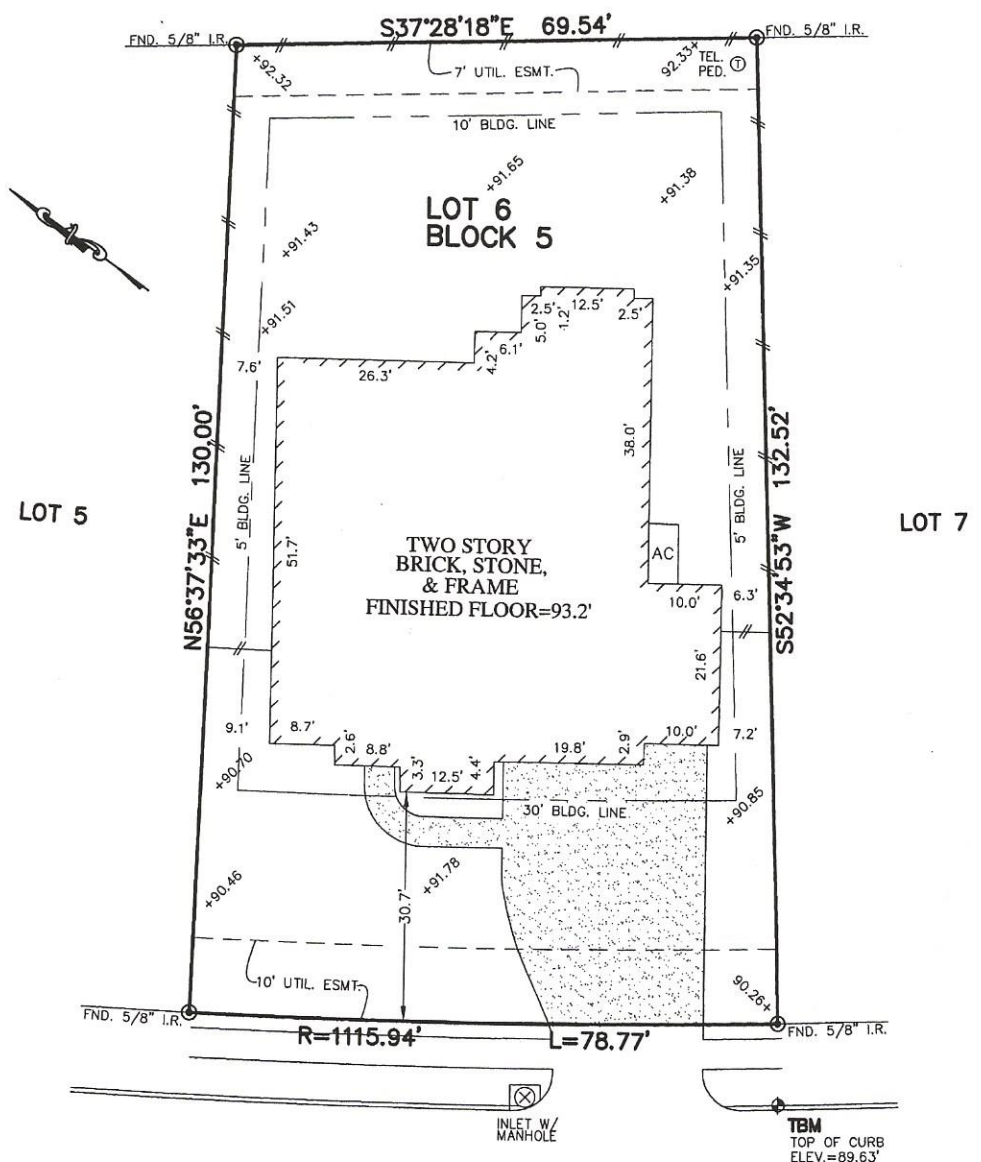 S37°28'18"E 69.54'
FND. 5/8" I.R.
FND. 5/8" I.R.
+92.32
7' UTIL. ESMT.
92.33+
TEL.
PED.
T
10' BLDG. LINE
+91.65
+91.38
LOT 6
BLOCK 5
+91.43
+91.35
+91.51
2.5'
12.5'
2.5'
5.0'
1.2'
6.1'
4.2'
7.6'
26.3'
38.0'
N56°37'33"E 130.00'
5' BLDG. LINE
51.7'
5' BLDG. LINE
S52°34'53"W 132.52'
LOT 5
LOT 7
TWO STORY
BRICK, STONE,
& FRAME
FINISHED FLOOR=93.2'
AC
10.0'
6.3'
21.6'
9.1'
8.7'
2.6'
8.8'
3.3'
12.5'
4.4'
19.8'
2.9'
10.0'
7.2'
+90.70
30' BLDG. LINE
+90.85
+90.46
30.7'
+91.78
10' UTIL. ESMT.
90.26+
FND. 5/8" I.R.
R=1115.94'
L=78.77'
FND. 5/8" I.R.
INLET W/
MANHOLE
TBM
TOP OF CURB
ELEV.=89.63'